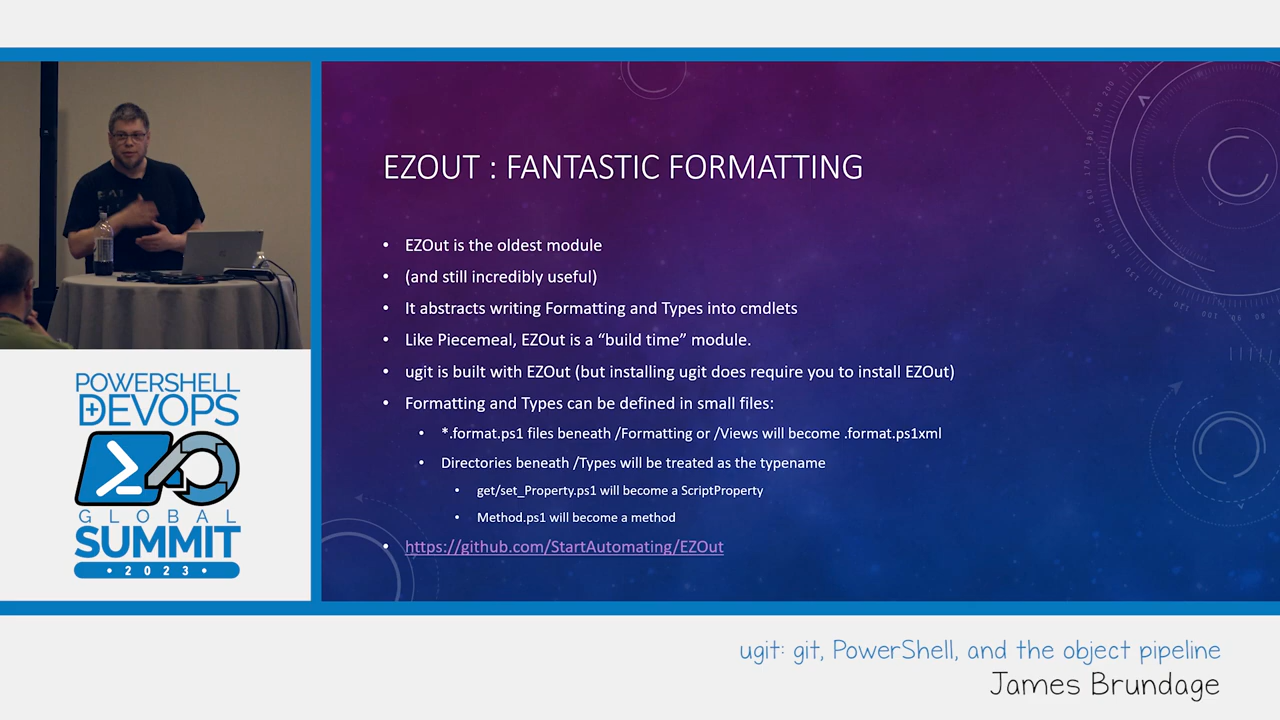 EZOUT : FANTASTIC FORMATTING
• EZOut is the oldest module
• (and still incredibly useful)
• It abstracts writing Formatting and Types into cmdlets
• Like Piecemeal, EZOut is a “build time” module.
• ugit is built with EZOut (but installing ugit does require you to install EZOut)
• Formatting and Types can be defined in small files:
• *.format.ps1 files beneath /Formatting or /Views will become .format.ps1xml
• Directories beneath /Types will be treated as the typename
• get/set_Property.ps1 will become a ScriptProperty
• Method.ps1 will become a method
• https://github.com/StartAutomating/EZOut
POWERSHELL
+ DEVOPS
GLOBAL
SUMMIT
• 2023 •
ugit: git, PowerShell, and the object pipeline
James Brundage